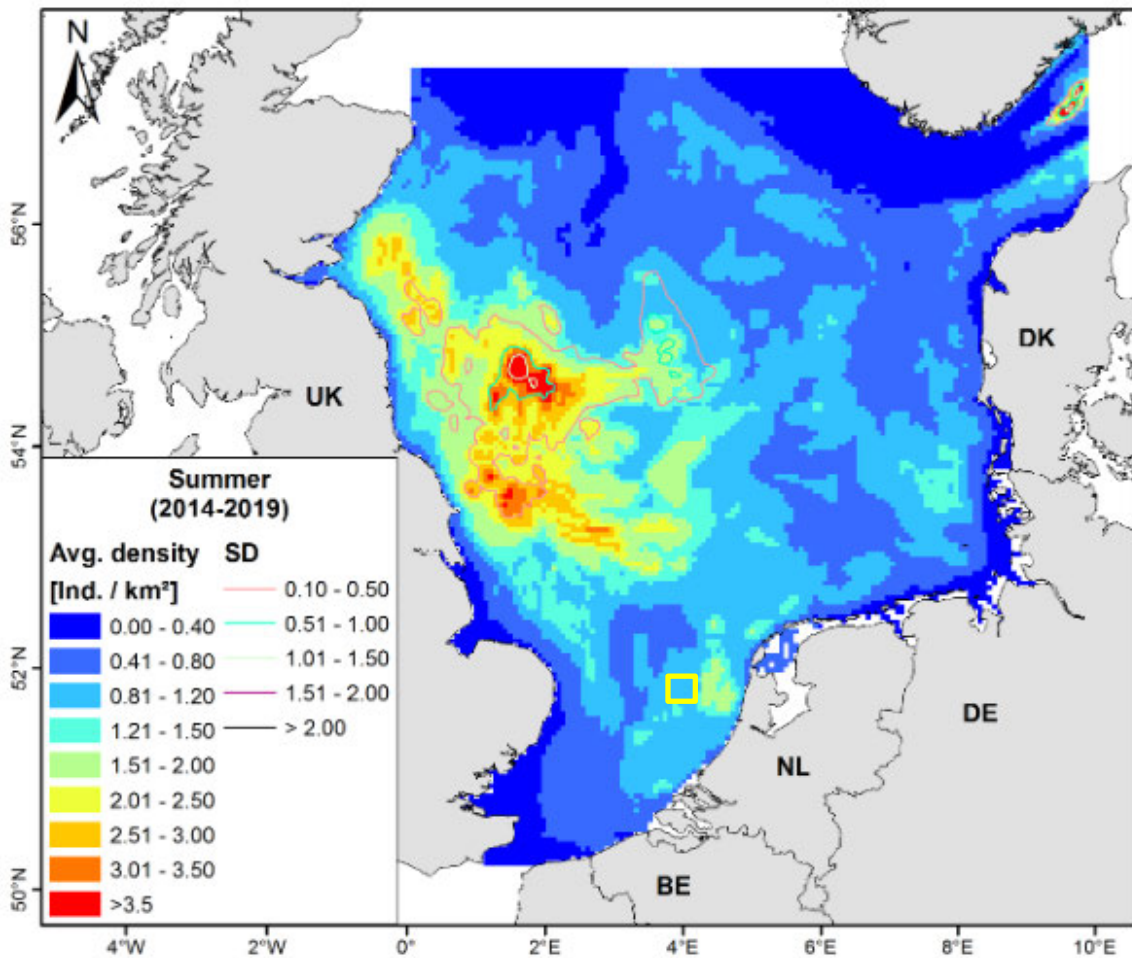 N
56°N
54°N
52°N
50°N
UK
DK
DE
NL
BE
Summer
(2014-2019)
Avg. density SD
[Ind. / km²]
0.00 - 0.40
0.41 - 0.80
0.81 - 1.20
1.21 - 1.50
1.51 - 2.00
2.01 - 2.50
2.51 - 3.00
3.01 - 3.50
>3.5
0.10 - 0.50
0.51 - 1.00
1.01 - 1.50
1.51 - 2.00
> 2.00
4°W 2°W 0° 2°E 4°E 6°E 8°E 10°E